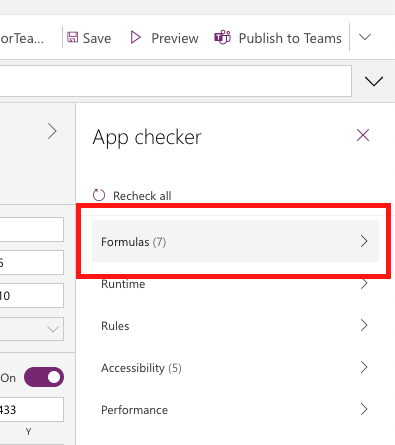 orTea... Save Preview Publish to Teams
App checker
Recheck all
Formulas (7)
6
10
Runtime
Rules
Accessibility (5)
On
433
Performance
Y